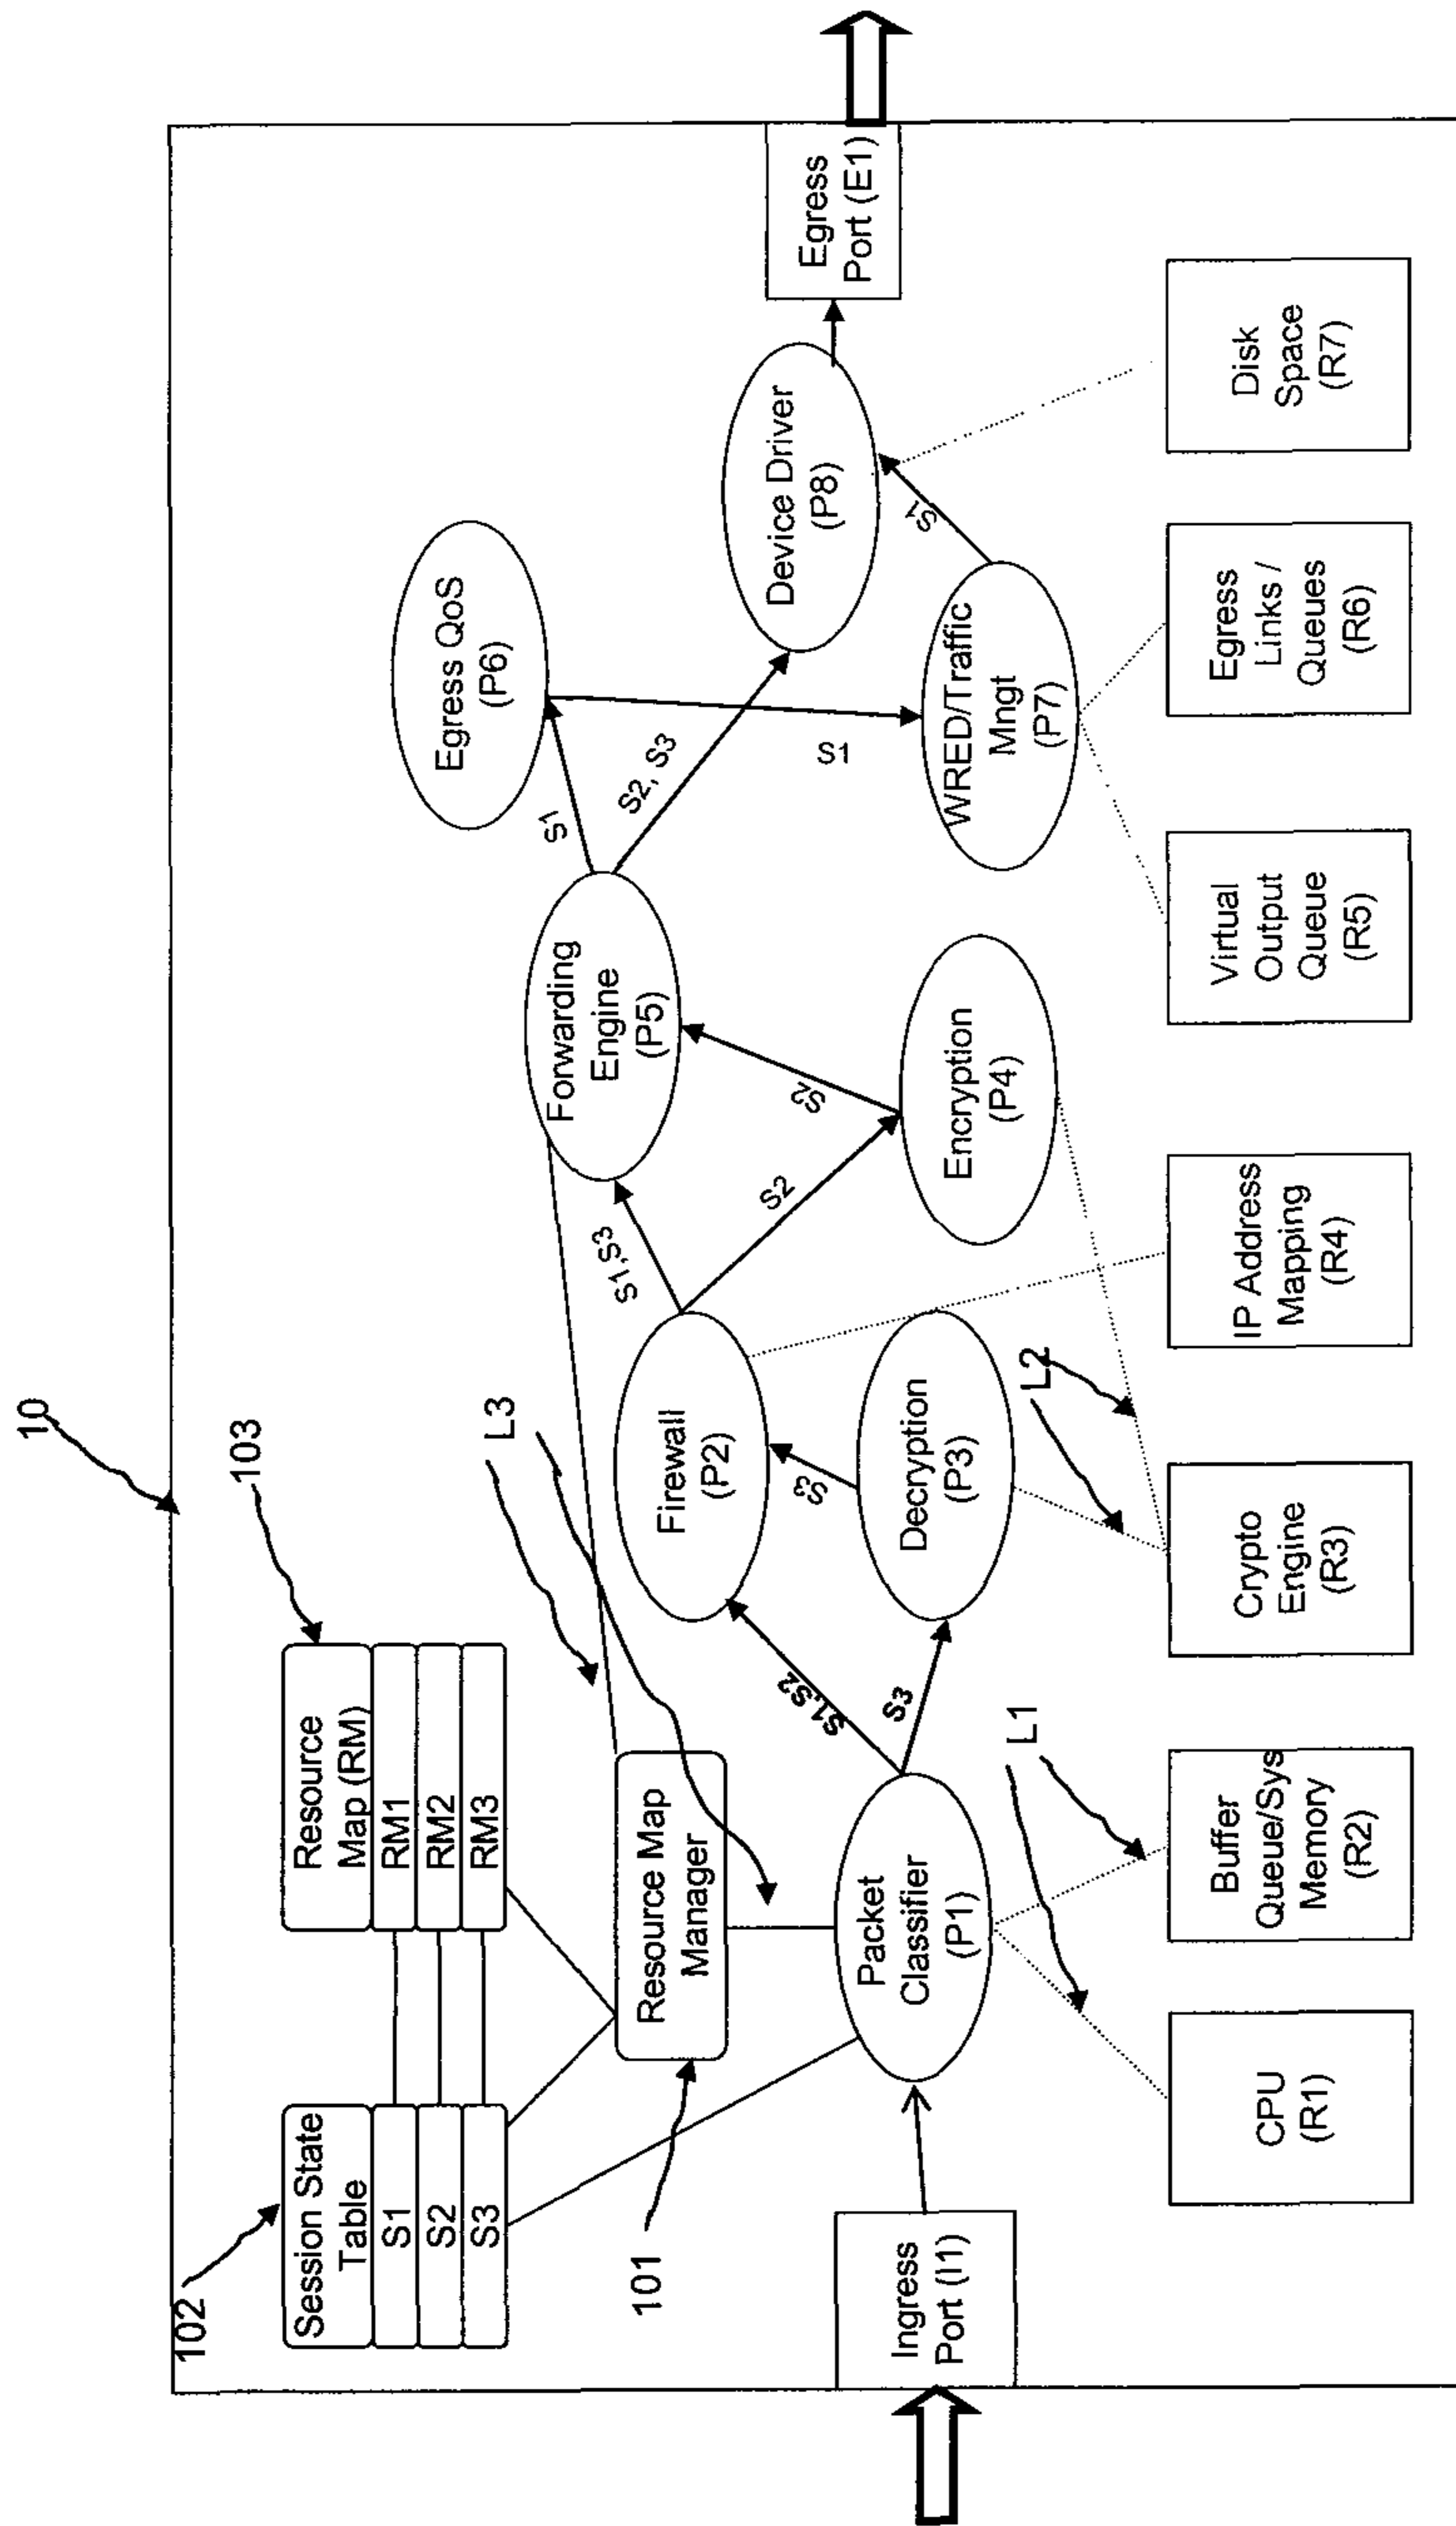 10
102
Session State
Table
S1
S2
S3
103
Resource
Map (RM)
RM1
RM2
RM3
101
Resource Map
Manager
L3
Ingress
Port (I1)
Packet
Classifier
(P1)
S1,S2
S3
Firewall
(P2)
Decryption
(P3)
S3
S1,S3
S2
Encryption
(P4)
S2
Forwarding
Engine
(P5)
S1
S2, S3
Egress QoS
(P6)
S1
WRED/Traffic
Mngt
(P7)
S1
Device Driver
(P8)
Egress
Port (E1)
L1
L2
CPU
(R1)
Buffer
Queue/Sys
Memory
(R2)
Crypto
Engine
(R3)
IP Address
Mapping
(R4)
Virtual
Output
Queue
(R5)
Egress
Links /
Queues
(R6)
Disk
Space
(R7)